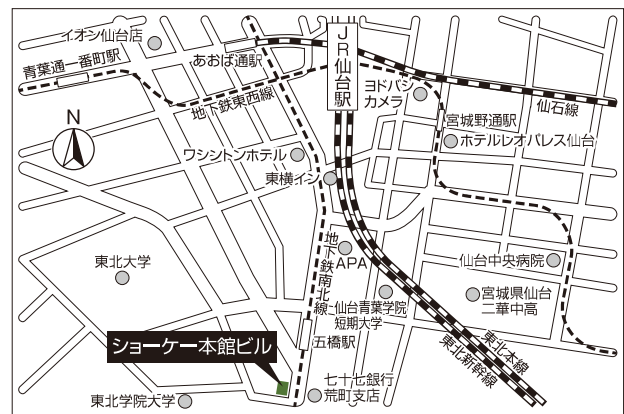 イオン仙台店
青葉通一番町駅
あおば通駅
JR仙台駅
地下鉄東西線
ヨドバシ
カメラ
仙石線
宮城野通駅
ホテルレオパレス仙台
N
ワシントンホテル
東横イン
地下鉄南北線
APA
東北大学
仙台中央病院
仙台青葉学院
短期大学
宮城県仙台
二華中高
ショーケー本館ビル
五橋駅
東北本線
東北新幹線
七十七銀行
荒町支店
東北学院大学